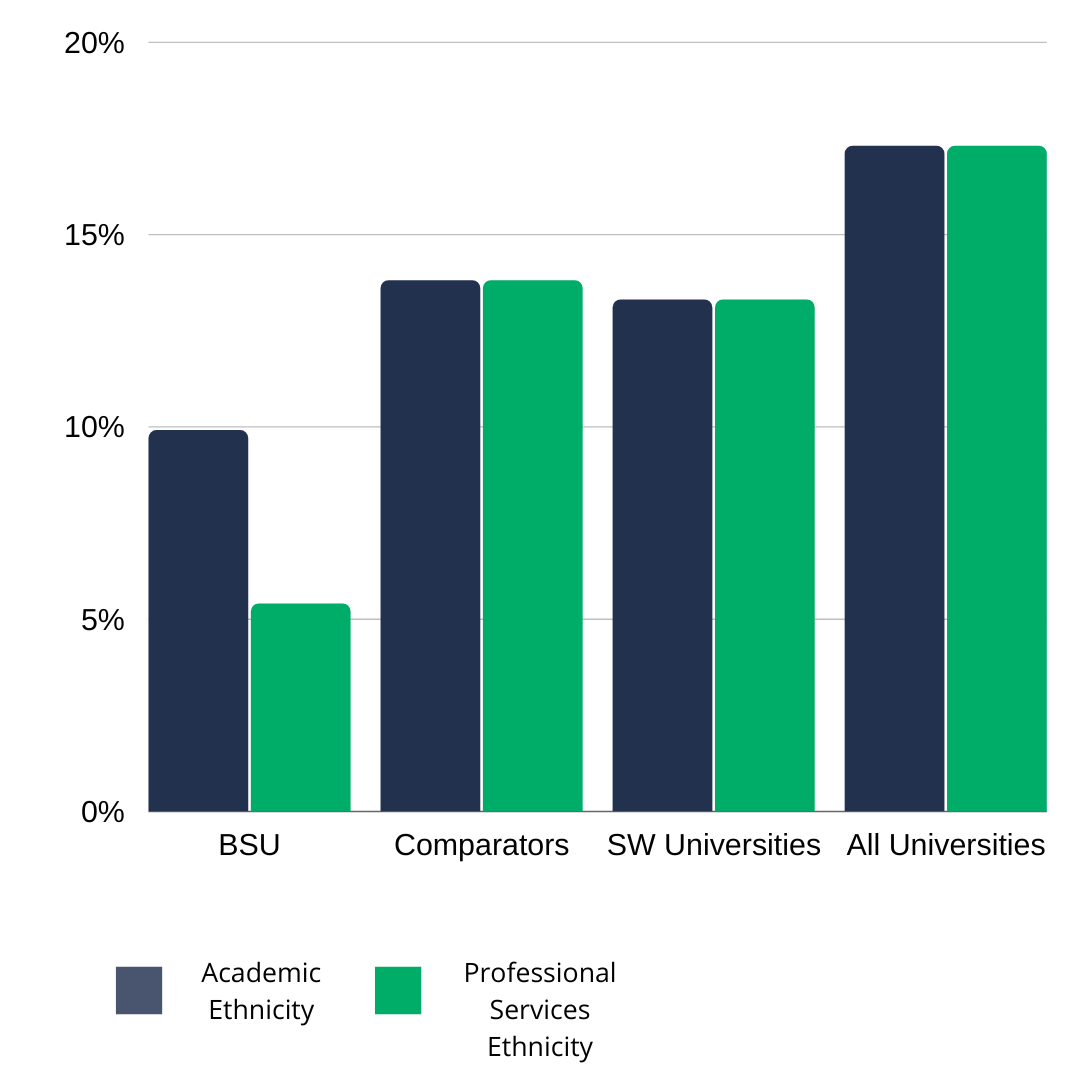 20%
15%
10%
5%
0%
BSU
Comparators
SW Universities
All Universities
Academic
Ethnicity
Professional
Services
Ethnicity